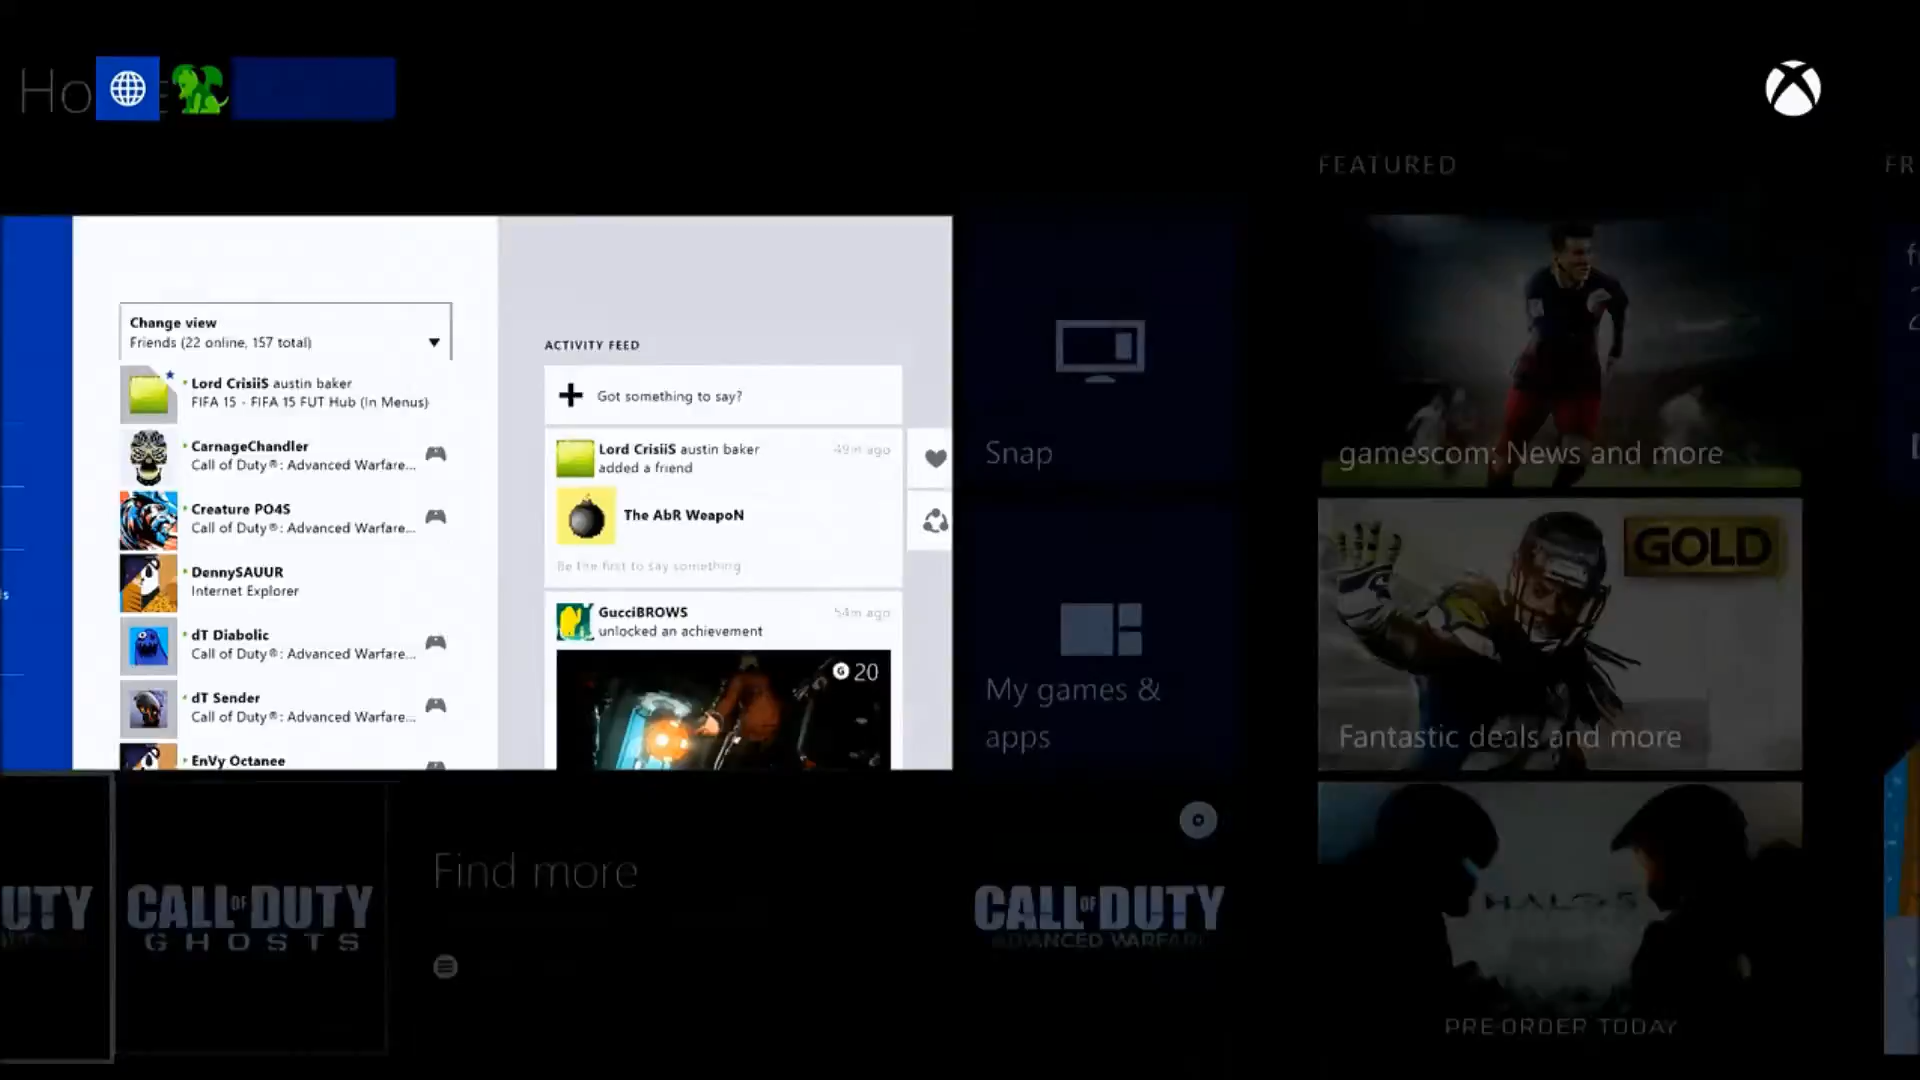 Ho
FEATURED
FR
Change view
Friends (22 online, 157 total)
Lord CrisiiS austin baker
FIFA 15 - FIFA 15 FUT Hub (In Menus)
CarnageChandler
Call of Duty®: Advanced Warfare...
Creature PO4S
Call of Duty®: Advanced Warfare...
DennySAUUR
Internet Explorer
dT Diabolic
Call of Duty®: Advanced Warfare...
dT Sender
Call of Duty®: Advanced Warfare...
EnVy Octanee
ACTIVITY FEED
Got something to say?
Lord CrisiiS austin baker
49m ago
added a friend
The AbR WeapoN
Be the first to say something
GucciBROWS
54m ago
unlocked an achievement
G 20
Snap
My games &
apps
gamescom: News and more
GOLD
Fantastic deals and more
HALO 5
PRE-ORDER TODAY
UTY
CALL OF DUTY
GHOSTS
Find more
CALL OF DUTY
ADVANCED WARFARE